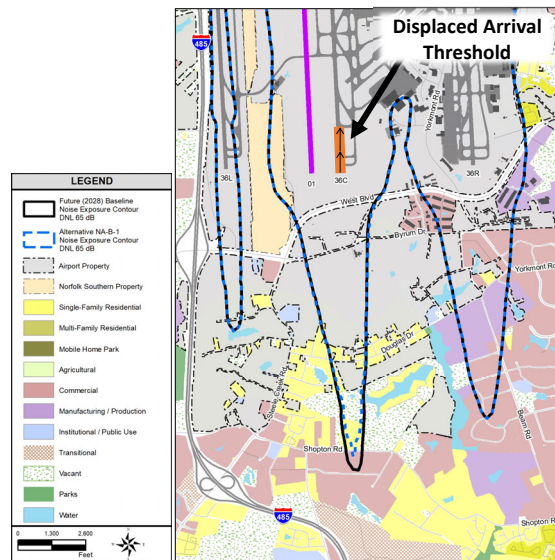 Displaced Arrival
Threshold
485
Yorkmont Rd
36L
01
36C
36R
West Blvd
Byrum Dr
Yorkmont Rd
Douglas Dr
Steele Creek Rd
Beam Rd
Shopton Rd
485
Shopton Rd
LEGEND
Future (2028) Baseline
Noise Exposure Contour
DNL 65 dB
Alternative NA-B-1
Noise Exposure Contour
DNL 65 dB
Airport Property
Norfolk Southern Property
Single-Family Residential
Multi-Family Residential
Mobile Home Park
Agricultural
Commercial
Manufacturing / Production
Institutional / Public Use
Transitional
Vacant
Parks
Water
0 1,300 2,600
Feet